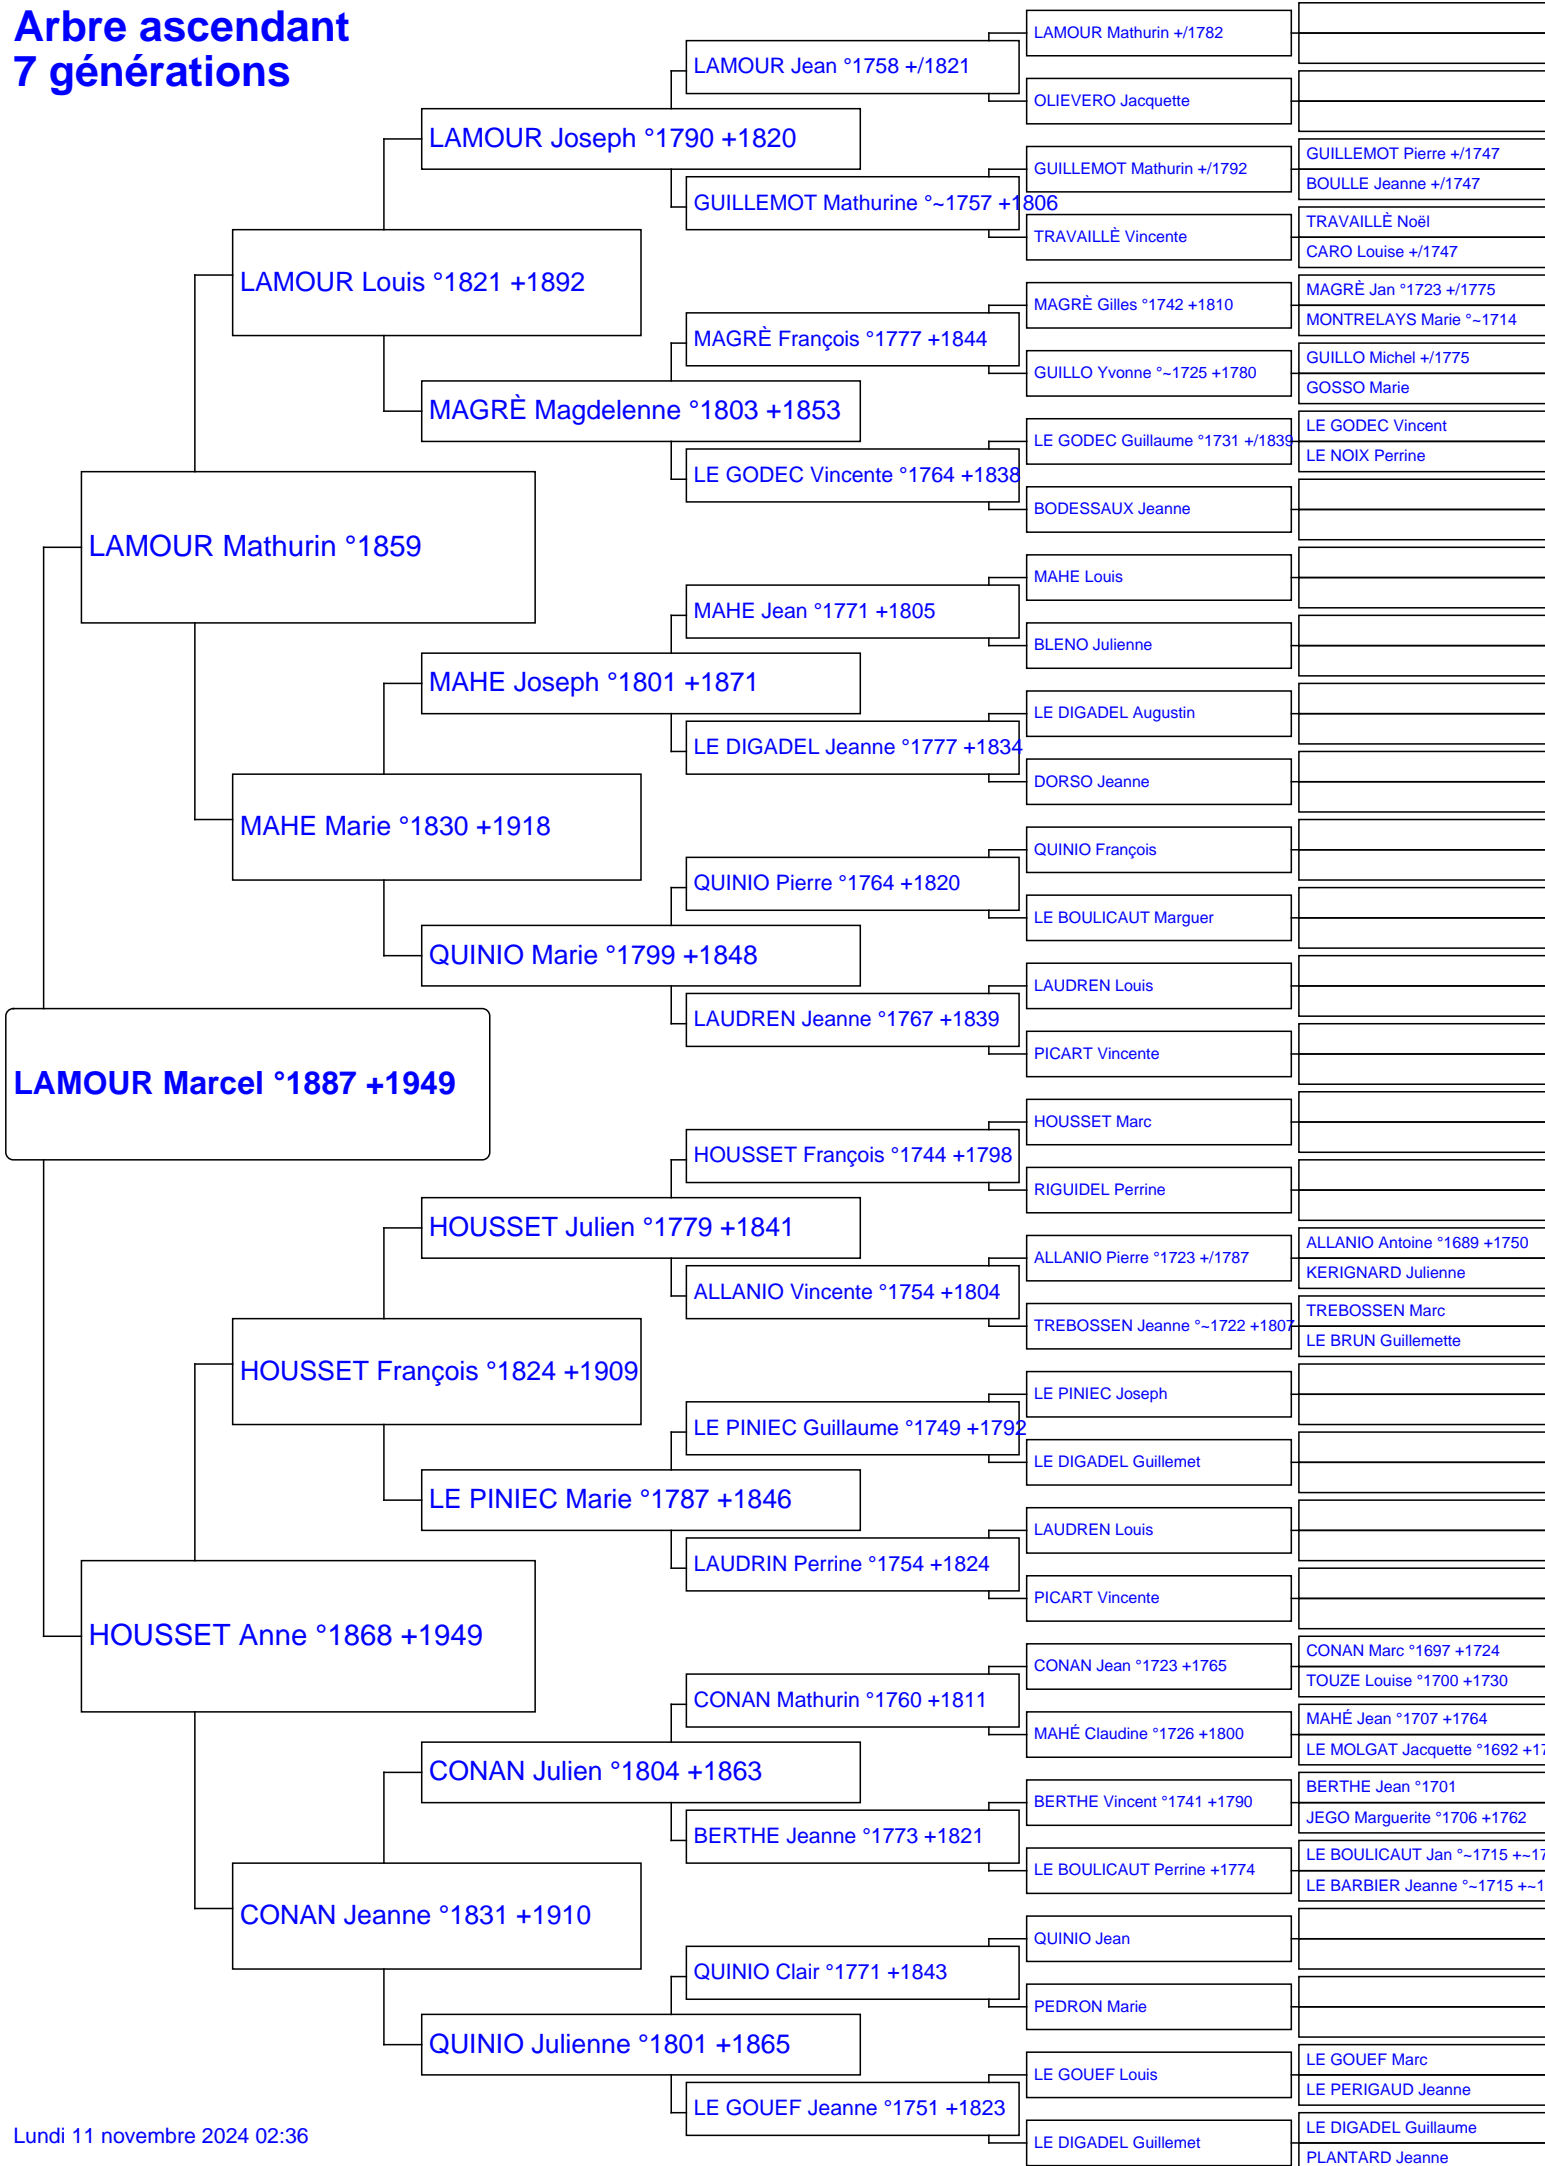 Arbre ascendant
7 générations
LAMOUR Marcel °1887 +1949
LAMOUR Mathurin °1859
HOUSSET Anne °1868 +1949
LAMOUR Louis °1821 +1892
MAHE Marie °1830 +1918
HOUSSET François °1824 +1909
CONAN Jeanne °1831 +1910
LAMOUR Joseph °1790 +1820
MAGRÈ Magdelenne °1803 +1853
MAHE Joseph °1801 +1871
QUINIO Marie °1799 +1848
HOUSSET Julien °1779 +1841
LE PINIEC Marie °1787 +1846
CONAN Julien °1804 +1863
QUINIO Julienne °1801 +1865
LAMOUR Jean °1758 +/1821
GUILLEMOT Mathurine °~1757 +1806
MAGRÈ François °1777 +1844
LE GODEC Vincente °1764 +1838
MAHE Jean °1771 +1805
LE DIGADEL Jeanne °1777 +1834
QUINIO Pierre °1764 +1820
LAUDREN Jeanne °1767 +1839
HOUSSET François °1744 +1798
ALLANIO Vincente °1754 +1804
LE PINIEC Guillaume °1749 +1792
LAUDRIN Perrine °1754 +1824
CONAN Mathurin °1760 +1811
BERTHE Jeanne °1773 +1821
QUINIO Clair °1771 +1843
LE GOUEF Jeanne °1751 +1823
LAMOUR Mathurin +/1782
OLIEVERO Jacquette
GUILLEMOT Mathurin +/1792
TRAVAILLÈ Vincente
MAGRÈ Gilles °1742 +1810
GUILLO Yvonne °~1725 +1780
LE GODEC Guillaume °1731 +/1839
BODESSAUX Jeanne
MAHE Louis
BLENO Julienne
LE DIGADEL Augustin
DORSO Jeanne
QUINIO François
LE BOULICAUT Marguer
LAUDREN Louis
PICART Vincente
HOUSSET Marc
RIGUIDEL Perrine
ALLANIO Pierre °1723 +/1787
TREBOSSEN Jeanne °~1722 +1807
LE PINIEC Joseph
LE DIGADEL Guillemet
LAUDREN Louis
PICART Vincente
CONAN Jean °1723 +1765
MAHÉ Claudine °1726 +1800
BERTHE Vincent °1741 +1790
LE BOULICAUT Perrine +1774
QUINIO Jean
PEDRON Marie
LE GOUEF Louis
LE DIGADEL Guillemet
GUILLEMOT Pierre +/1747
BOULLE Jeanne +/1747
TRAVAILLÈ Noël
CARO Louise +/1747
MAGRÈ Jan °1723 +/1775
MONTRELAYS Marie °~1714
GUILLO Michel +/1775
GOSSO Marie
LE GODEC Vincent
LE NOIX Perrine
ALLANIO Antoine °1689 +1750
KERIGNARD Julienne
TREBOSSEN Marc
LE BRUN Guillemette
CONAN Marc °1697 +1724
TOUZE Louise °1700 +1730
MAHÉ Jean °1707 +1764
LE MOLGAT Jacquette °1692
BERTHE Jean °1701
JEGO Marguerite °1706 +1762
LE BOULICAUT Jan °~1715
LE BARBIER Jeanne °~1715
LE GOUEF Marc
LE PERIGAUD Jeanne
LE DIGADEL Guillaume
PLANTARD Jeanne
Lundi 11 novembre 2024 02:36